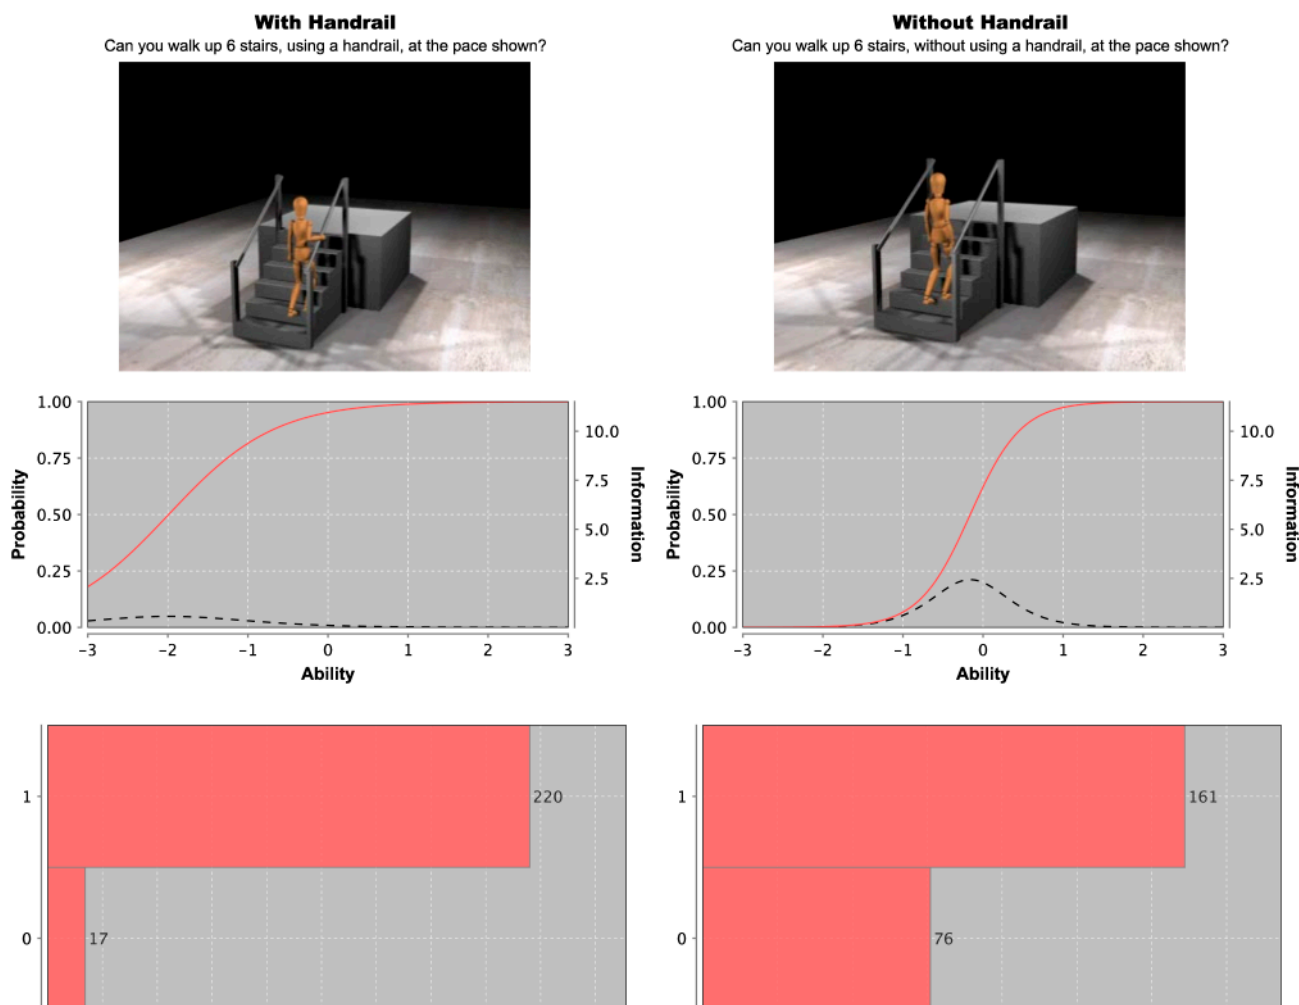 With Handrail
Can you walk up 6 stairs, using a handrail, at the pace shown?
Without Handrail
Can you walk up 6 stairs, without using a handrail, at the pace shown?
1.00
0.75
0.50
0.25
0.00
Probability
10.0
7.5
5.0
2.5
Information
−3 −2 −1 0 1 2 3
Ability
1.00
0.75
0.50
0.25
0.00
Probability
10.0
7.5
5.0
2.5
Information
−3 −2 −1 0 1 2 3
Ability
1
220
0
17
1
161
0
76